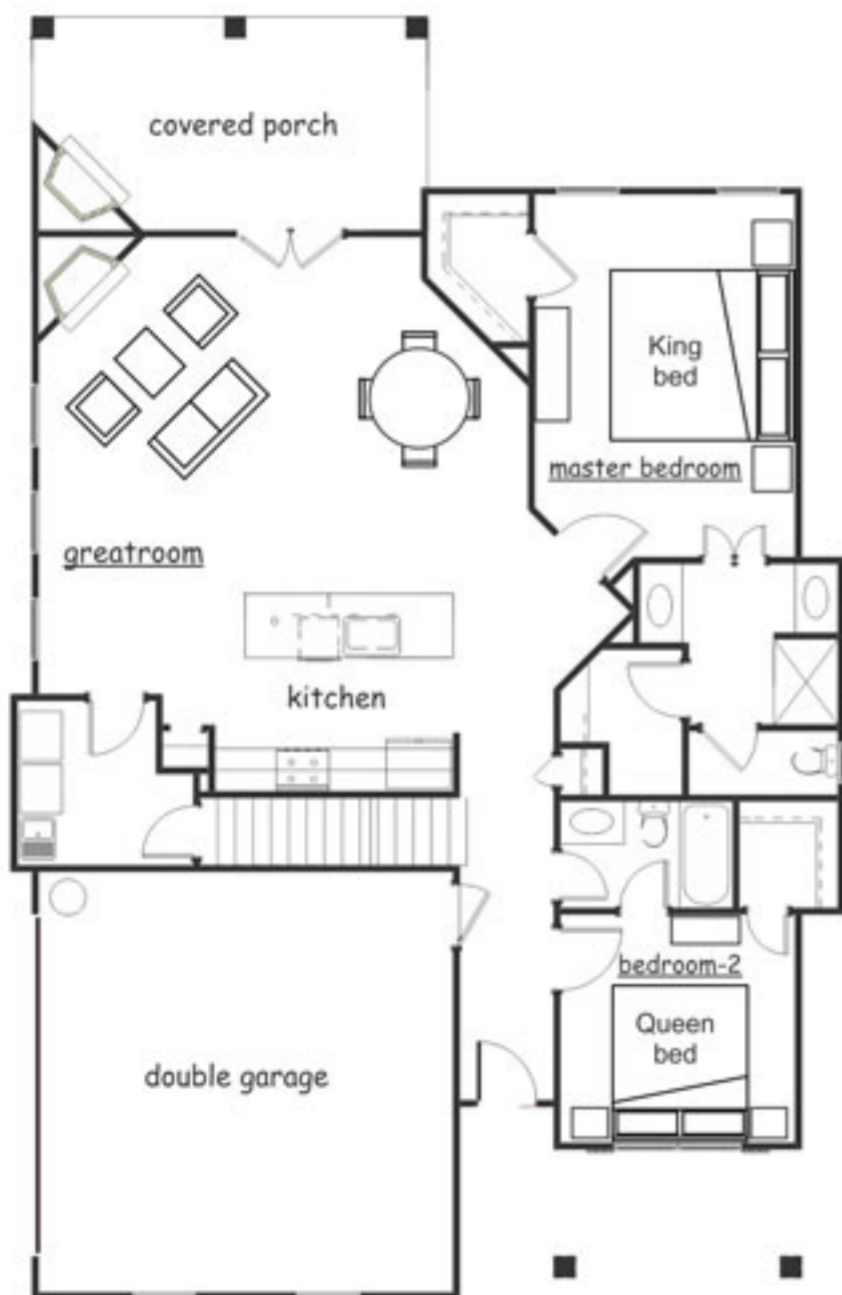 covered porch
King
bed
master bedroom
greatroom
kitchen
bedroom-2
Queen
bed
double garage